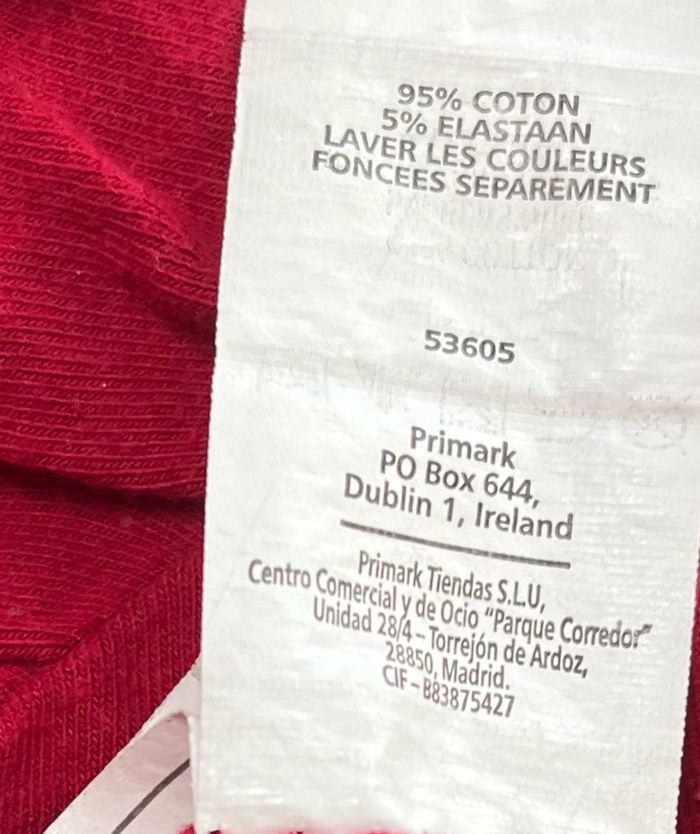 95% COTON
5% ELASTAAN
LAVER LES COULEURS
FONCEES SEPAREMENT
53605
Primark
PO Box 644,
Dublin 1, Ireland
Primark Tiendas S.L.U,
Centro Comercial y de Ocio “Parque Corredor”
Unidad 28/4 – Torrejón de Ardoz,
28850, Madrid.
CIF – B83875427